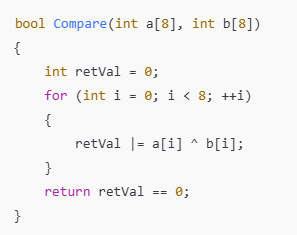 bool Compare(int a[8], int b[8])
{
    int retVal = 0;
    for (int i = 0; i < 8; ++i)
    {
        retVal |= a[i] ^ b[i];
    }
    return retVal == 0;
}